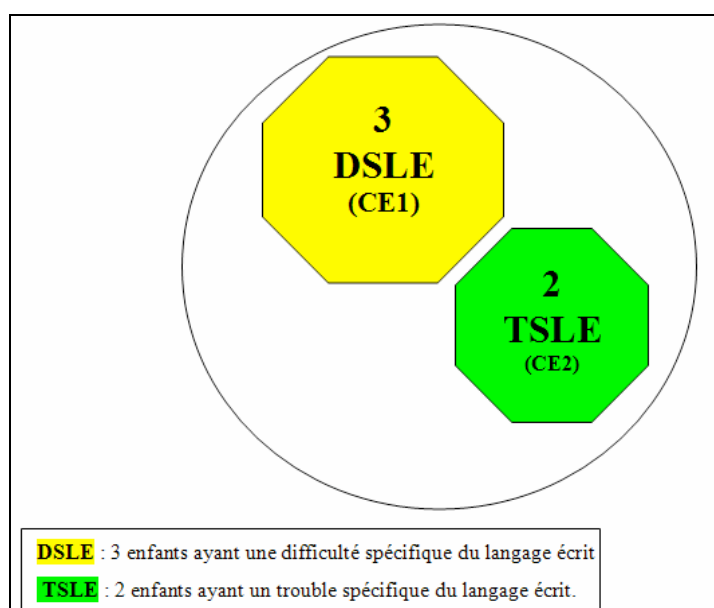 3
DSLE
(CE1)
2
TSLE
(CE2)
DSLE : 3 enfants ayant une difficulté spécifique du langage écrit
TSLE : 2 enfants ayant un trouble spécifique du langage écrit.